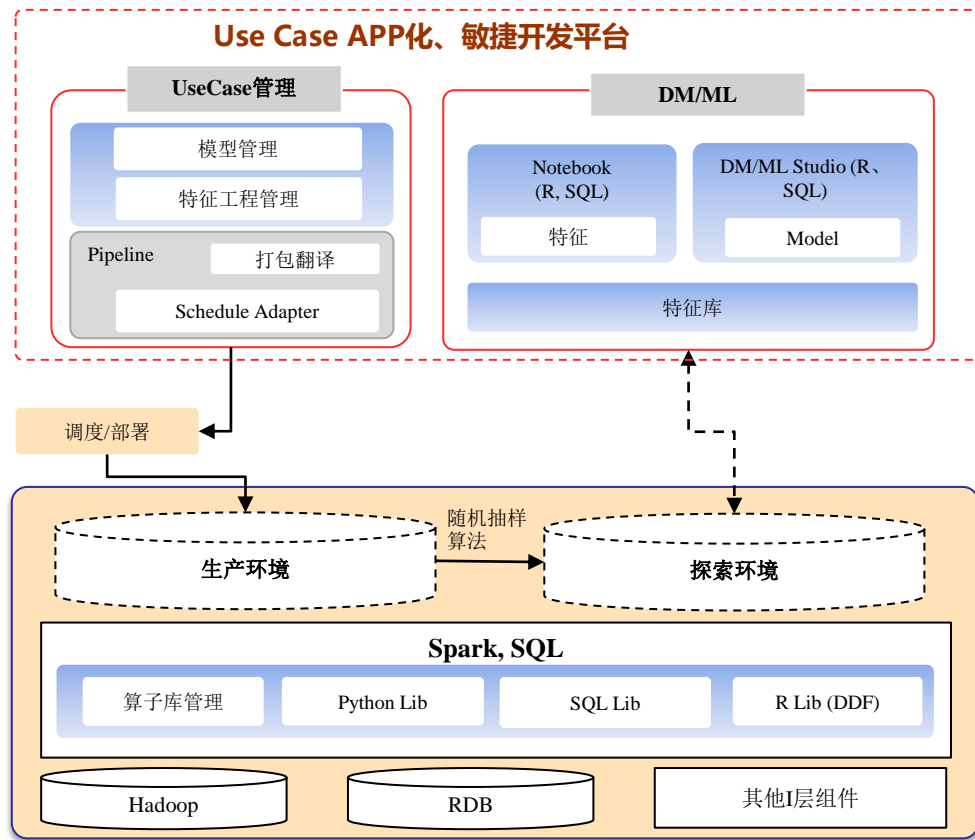 Use Case APP化、敏捷开发平台
UseCase管理
模型管理
特征工程管理
Pipeline
打包翻译
Schedule Adapter
DM/ML
Notebook
(R, SQL)
特征
DM/ML Studio (R、
SQL)
Model
特征库
调度/部署
生产环境
随机抽样
算法
探索环境
Spark, SQL
算子库管理
Python Lib
SQL Lib
R Lib (DDF)
Hadoop
RDB
其他I层组件